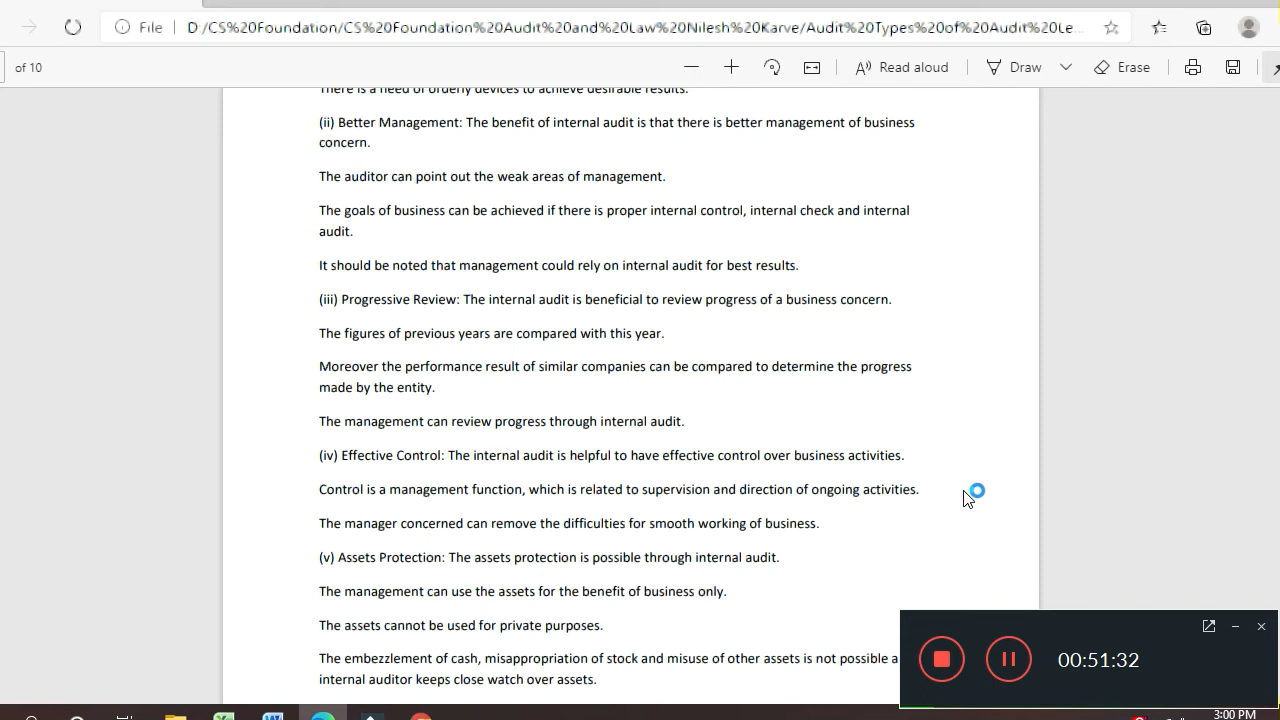 File D:/CS%20Foundation/CS%20Foundation%20Audit%20and%20Law%20Nilesh%20Karve/Audit%20Types%20of%20Audit%20Le...
of 10 Read aloud Draw Erase
There is a need of orderly devices to achieve desirable results.
(ii) Better Management: The benefit of internal audit is that there is better management of business
concern.
The auditor can point out the weak areas of management.
The goals of business can be achieved if there is proper internal control, internal check and internal
audit.
It should be noted that management could rely on internal audit for best results.
(iii) Progressive Review: The internal audit is beneficial to review progress of a business concern.
The figures of previous years are compared with this year.
Moreover the performance result of similar companies can be compared to determine the progress
made by the entity.
The management can review progress through internal audit.
(iv) Effective Control: The internal audit is helpful to have effective control over business activities.
Control is a management function, which is related to supervision and direction of ongoing activities.
The manager concerned can remove the difficulties for smooth working of business.
(v) Assets Protection: The assets protection is possible through internal audit.
The management can use the assets for the benefit of business only.
The assets cannot be used for private purposes.
The embezzlement of cash, misappropriation of stock and misuse of other assets is not possible a
internal auditor keeps close watch over assets.
00:51:32
3:00 PM